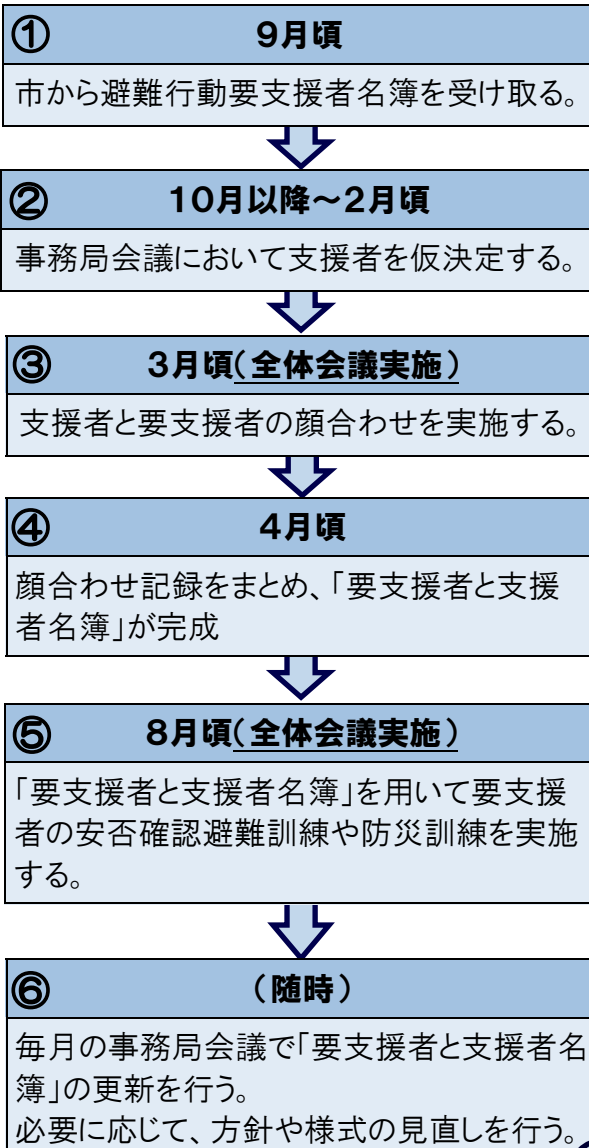 ① 9月頃
市から避難行動要支援者名簿を受け取る。
② 10月以降～2月頃
事務局会議において支援者を仮決定する。
③ 3月頃(全体会議実施)
支援者と要支援者の顔合わせを実施する。
④ 4月頃
顔合わせ記録をまとめ、「要支援者と支援
者名簿」が完成
⑤ 8月頃(全体会議実施)
「要支援者と支援者名簿」を用いて要支援
者の安否確認避難訓練や防災訓練を実施
する。
⑥ (随時)
毎月の事務局会議で「要支援者と支援者名
簿」の更新を行う。
必要に応じて、方針や様式の見直しを行う。